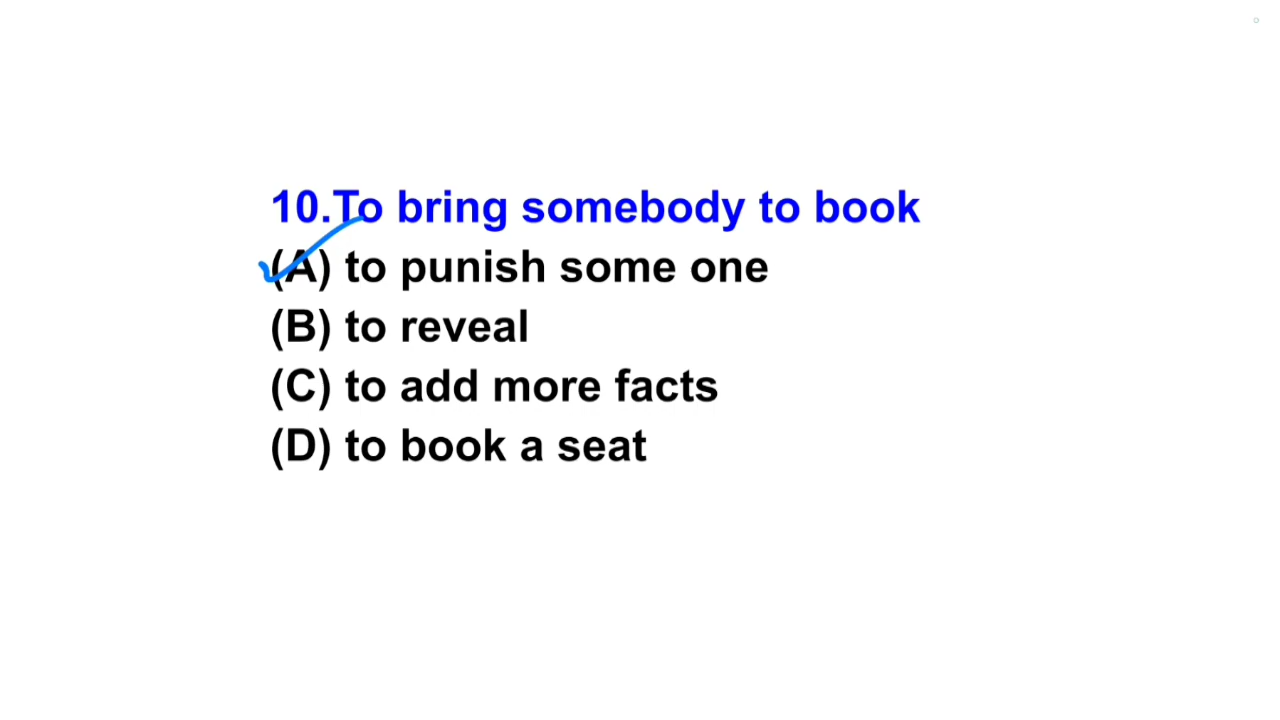 10.To bring somebody to book
(A) to punish some one
(B) to reveal
(C) to add more facts
(D) to book a seat